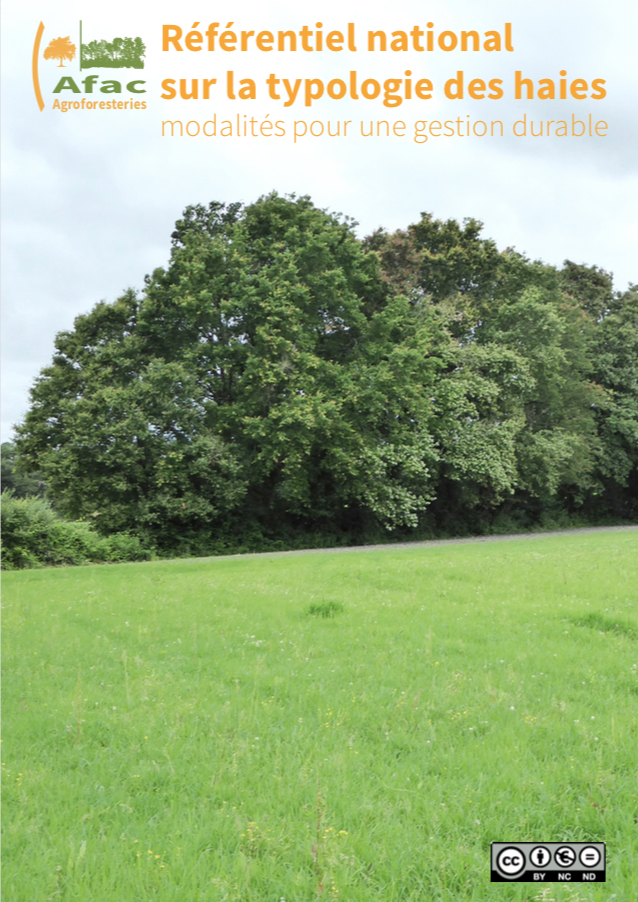 Référentiel national
sur la typologie des haies
modalités pour une gestion durable
Afac
Agroforesteries
cc
BY NC ND